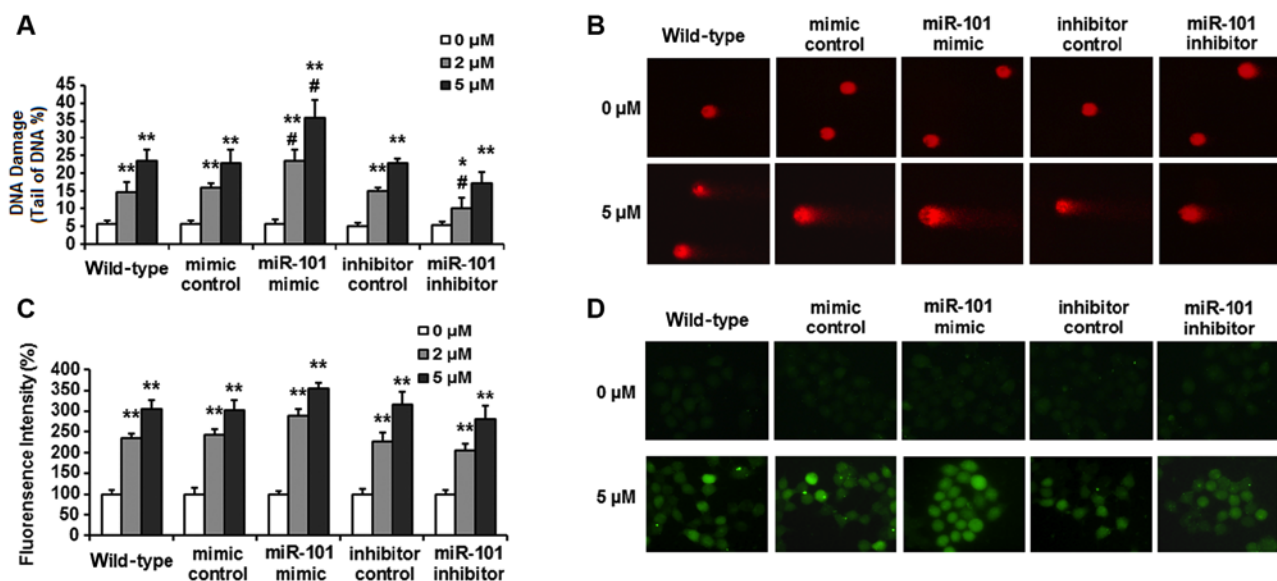 A
0 µM
2 µM
5 µM
DNA Damage
(Tail of DNA %)
45
40
35
30
25
20
15
10
5
0
**
**
**
**
**
#
**
#
**
**
*
#
**
Wild-type
mimic
control
miR-101
mimic
inhibitor
control
miR-101
inhibitor
B
Wild-type
mimic
control
miR-101
mimic
inhibitor
control
miR-101
inhibitor
0 µM
5 µM
C
0 µM
2 µM
5 µM
Fluorensence Intensity (%)
400
350
300
250
200
150
100
50
0
**
**
**
**
**
**
**
**
**
**
Wild-type
mimic
control
miR-101
mimic
inhibitor
control
miR-101
inhibitor
D
Wild-type
mimic
control
miR-101
mimic
inhibitor
control
miR-101
inhibitor
0 µM
5 µM